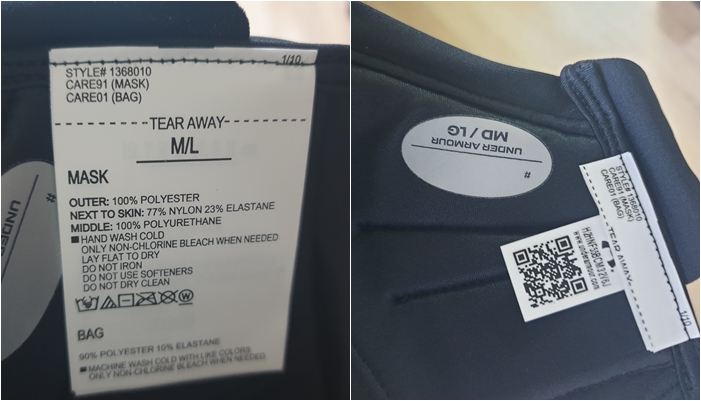 1/10
STYLE# 1368010
CARE91 (MASK)
CARE01 (BAG)
TEAR AWAY
M/L
MASK
OUTER: 100% POLYESTER
NEXT TO SKIN: 77% NYLON 23% ELASTANE
MIDDLE: 100% POLYURETHANE
HAND WASH COLD
ONLY NON-CHLORINE BLEACH WHEN NEEDED
LAY FLAT TO DRY
DO NOT IRON
DO NOT USE SOFTENERS
DO NOT DRY CLEAN
W
BAG
90% POLYESTER 10% ELASTANE
MACHINE WASH COLD WITH LIKE COLORS
ONLY NON-CHLORINE BLEACH WHEN NEEDED
UNDER
#
MD / LG
UNDER ARMOUR
#
STYLE# 1368010
CARE91 (MASK)
CARE01 (BAG)
TEAR AWAY
www.underarmour.com
1/10